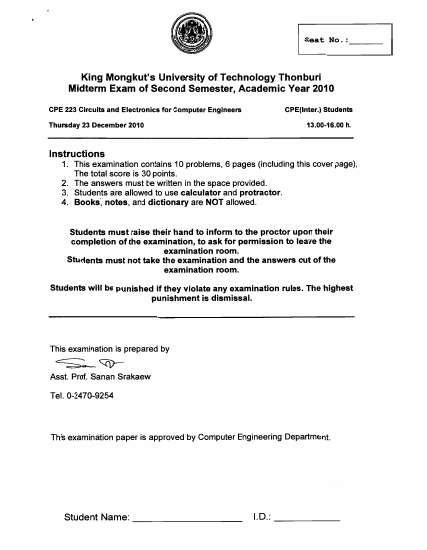 Seat No.:_______
King Mongkut's University of Technology Thonburi
Midterm Exam of Second Semester, Academic Year 2010
CPE 223 Circuits and Electronics for Computer Engineers CPE(Inter.) Students
Thursday 23 December 2010 13.00-16.00 h.
Instructions
1. This examination contains 10 problems, 6 pages (including this cover page), The total score is 30 points.
2. The answers must be written in the space provided.
3. Students are allowed to use calculator and protractor.
4. Books, notes, and dictionary are NOT allowed.
Students must raise their hand to inform to the proctor upon their
completion of the examination, to ask for permission to leave the
examination room.
Students must not take the examination and the answers out of the
examination room.
Students will be punished if they violate any examination rules. The highest
punishment is dismissal.
This examination is prepared by
Asst. Prof. Sanan Srakaew
Tel. 0-2470-9254
This examination paper is approved by Computer Engineering Department.
Student Name: ____________________ I.D.: ____________